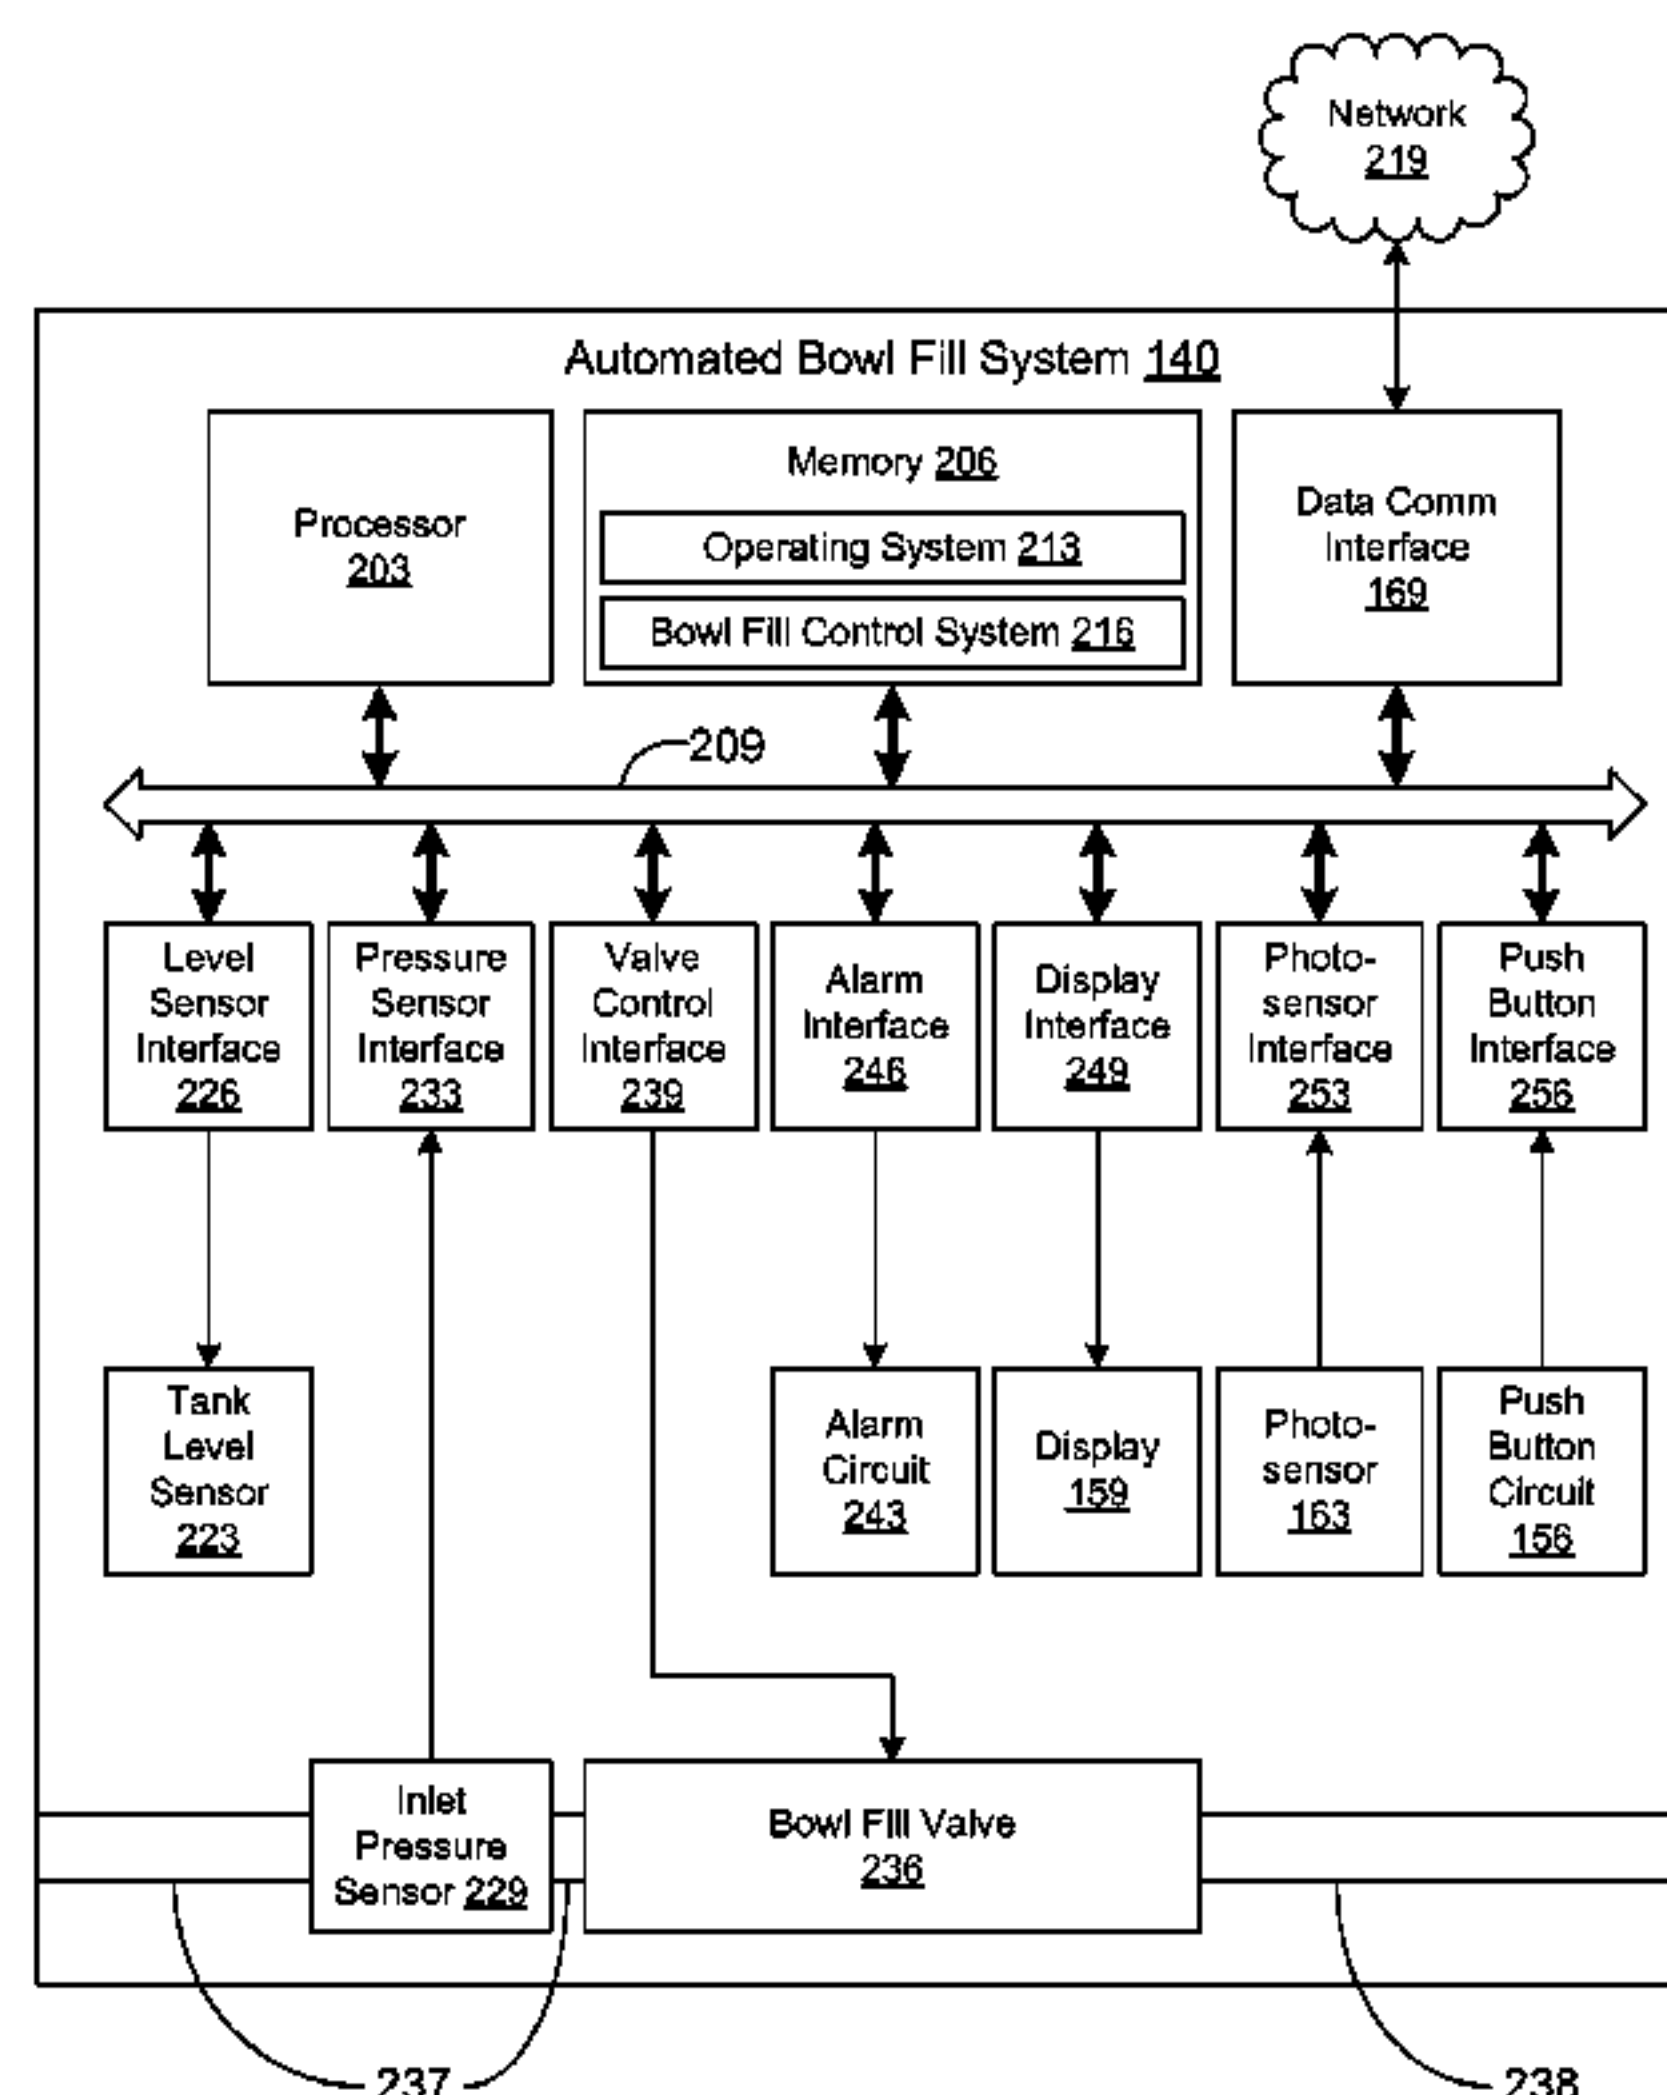 Network
219
Automated Bowl Fill System 140
Processor
203
Memory 206
Operating System 213
Bowl Fill Control System 216
Data Comm
Interface
169
209
Level
Sensor
Interface
226
Pressure
Sensor
Interface
233
Valve
Control
Interface
239
Alarm
Interface
246
Display
Interface
249
Photo-
sensor
Interface
253
Push
Button
Interface
256
Tank
Level
Sensor
223
Alarm
Circuit
243
Display
159
Photo-
sensor
163
Push
Button
Circuit
156
Inlet
Pressure
Sensor 229
Bowl Fill Valve
236
237
238